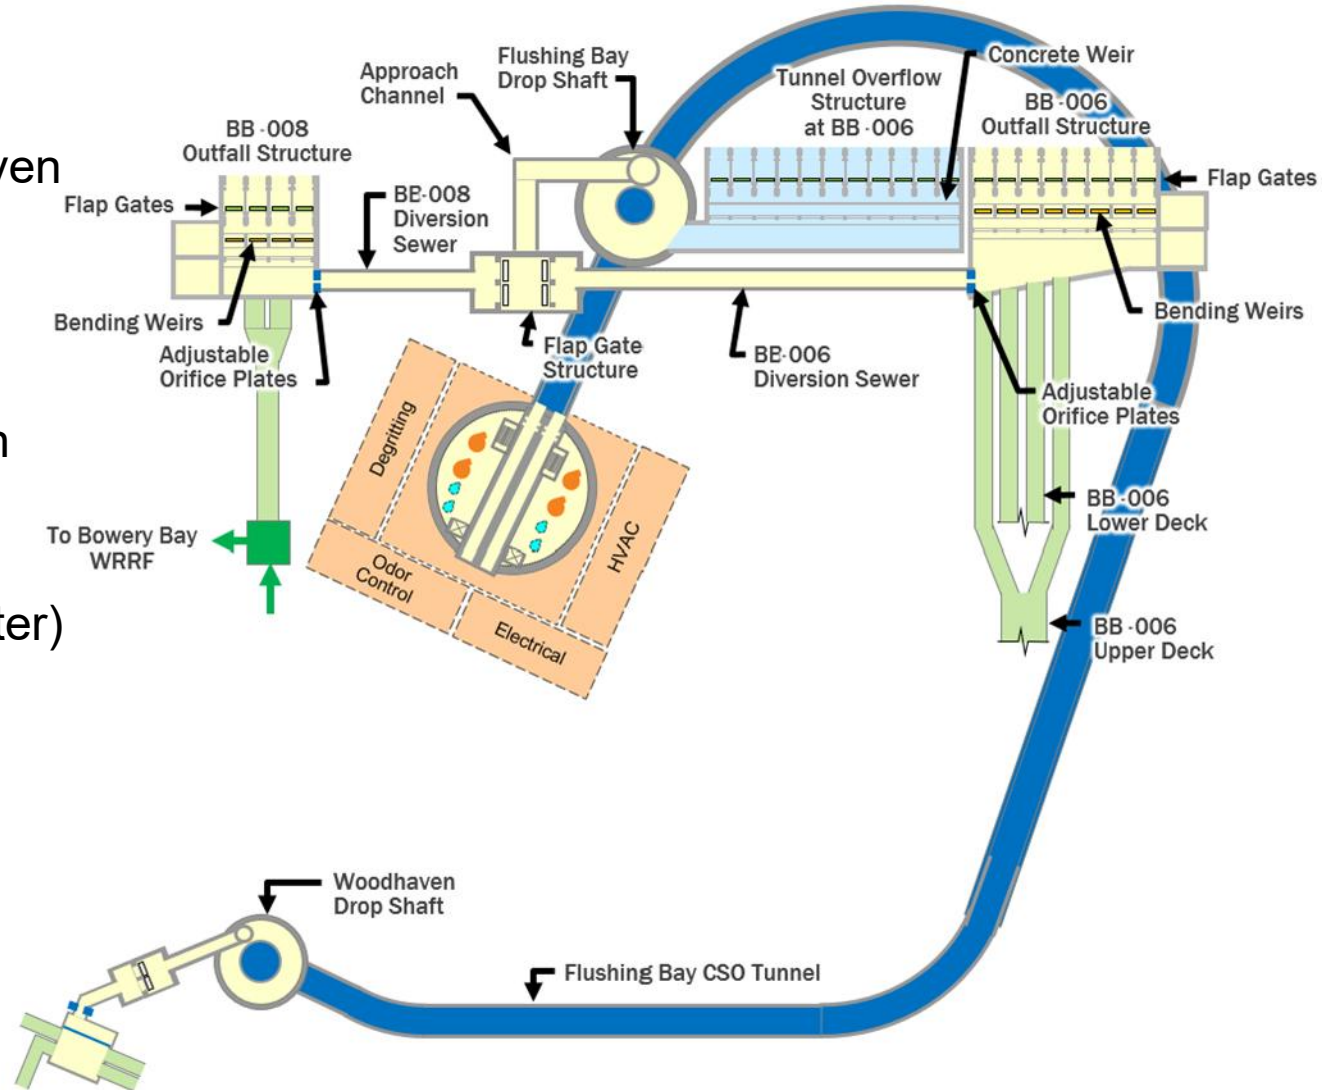 ven
n
ter)
Flushing Bay
Drop Shaft
Approach
Channel
Concrete Weir
Tunnel Overflow
Structure
at BB -006
BB -006
Outfall Structure
BB -008
Outfall Structure
Flap Gates
Flap Gates
BB-008
Diversion
Sewer
Bending Weirs
Bending Weirs
Adjustable
Orifice Plates
Flap Gate
Structure
BB-006
Diversion Sewer
Adjustable
Orifice Plates
Degritting
HVAC
Odor
Control
Electrical
To Bowery Bay
WRRF
BB -006
Lower Deck
BB -006
Upper Deck
Woodhaven
Drop Shaft
Flushing Bay CSO Tunnel